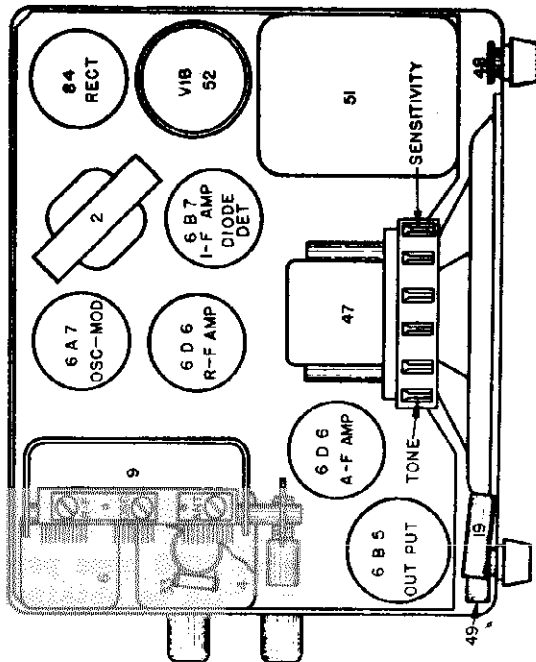 9
6A7
OSC-MOD
2
84
RECT
6D6
R-F AMP
6B7
I-F AMP
DIODE
DET
VIB
52
6D6
A-F AMP
47
51
6B5
OUT PUT
TONE
SENSITIVITY
49
19
48